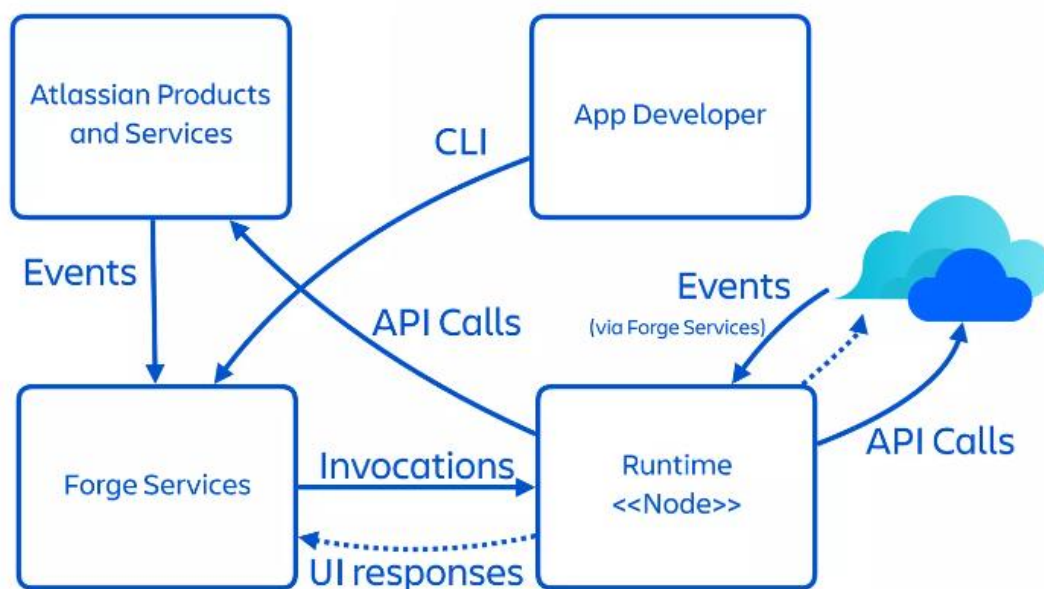 Atlassian Products
and Services
App Developer
CLI
Events
API Calls
Events
(via Forge Services)
API Calls
Forge Services
Invocations
Runtime
<<Node>>
UI responses